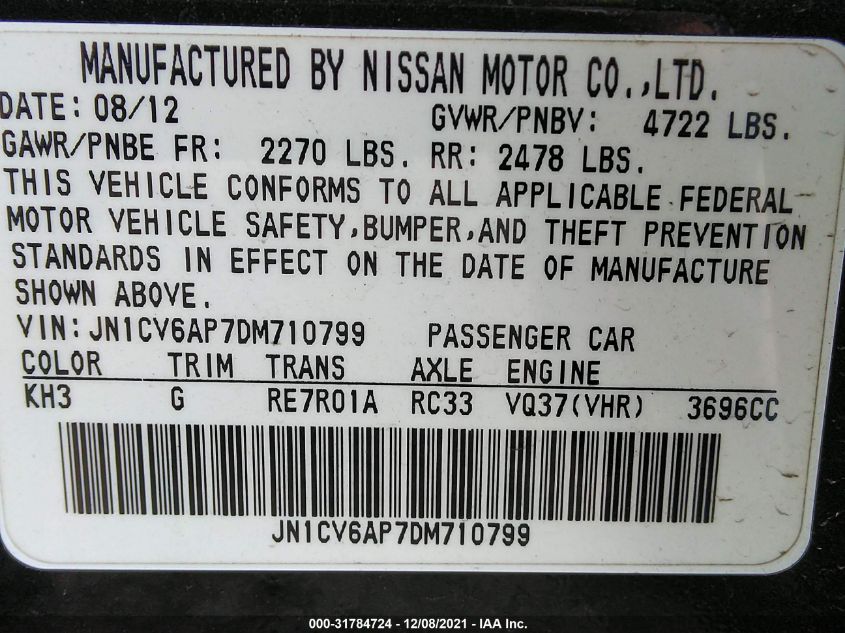 MANUFACTURED BY NISSAN MOTOR CO.,LTD.
DATE: 08/12 GVWR/PNBV: 4722 LBS.
GAWR/PNBE FR: 2270 LBS. RR: 2478 LBS.
THIS VEHICLE CONFORMS TO ALL APPLICABLE FEDERAL
MOTOR VEHICLE SAFETY,BUMPER,AND THEFT PREVENTION
STANDARDS IN EFFECT ON THE DATE OF MANUFACTURE
SHOWN ABOVE.
VIN: JN1CV6AP7DM710799 PASSENGER CAR
COLOR TRIM TRANS AXLE ENGINE
KH3 G RE7R01A RC33 VQ37(VHR) 3696CC
JN1CV6AP7DM710799
000-31784724 - 12/08/2021 - IAA Inc.